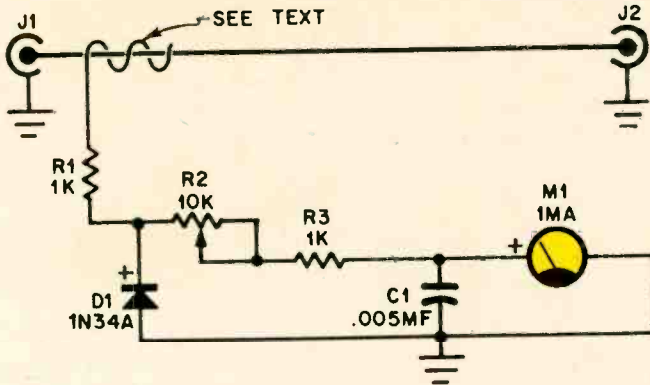 J1
SEE TEXT
J2
R1
1K
R2
10K
R3
1K
M1
1MA
+
+
D1
1N34A
C1
.005MF